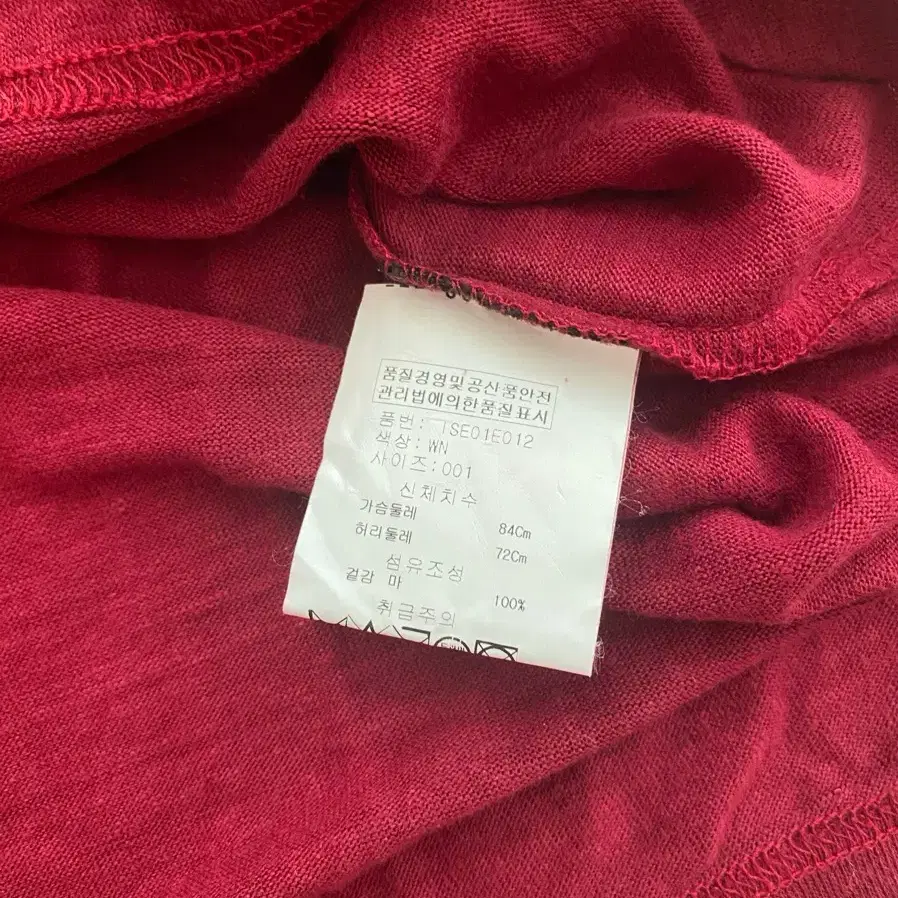 품질경영및공산품안전
관리법에의한품질표시
품번: TSE01E012
색상: WN
사이즈:001
신체치수
가슴둘레 84Cm
허리둘레 72Cm
섬유조성
겉감 마 100%
취급주의